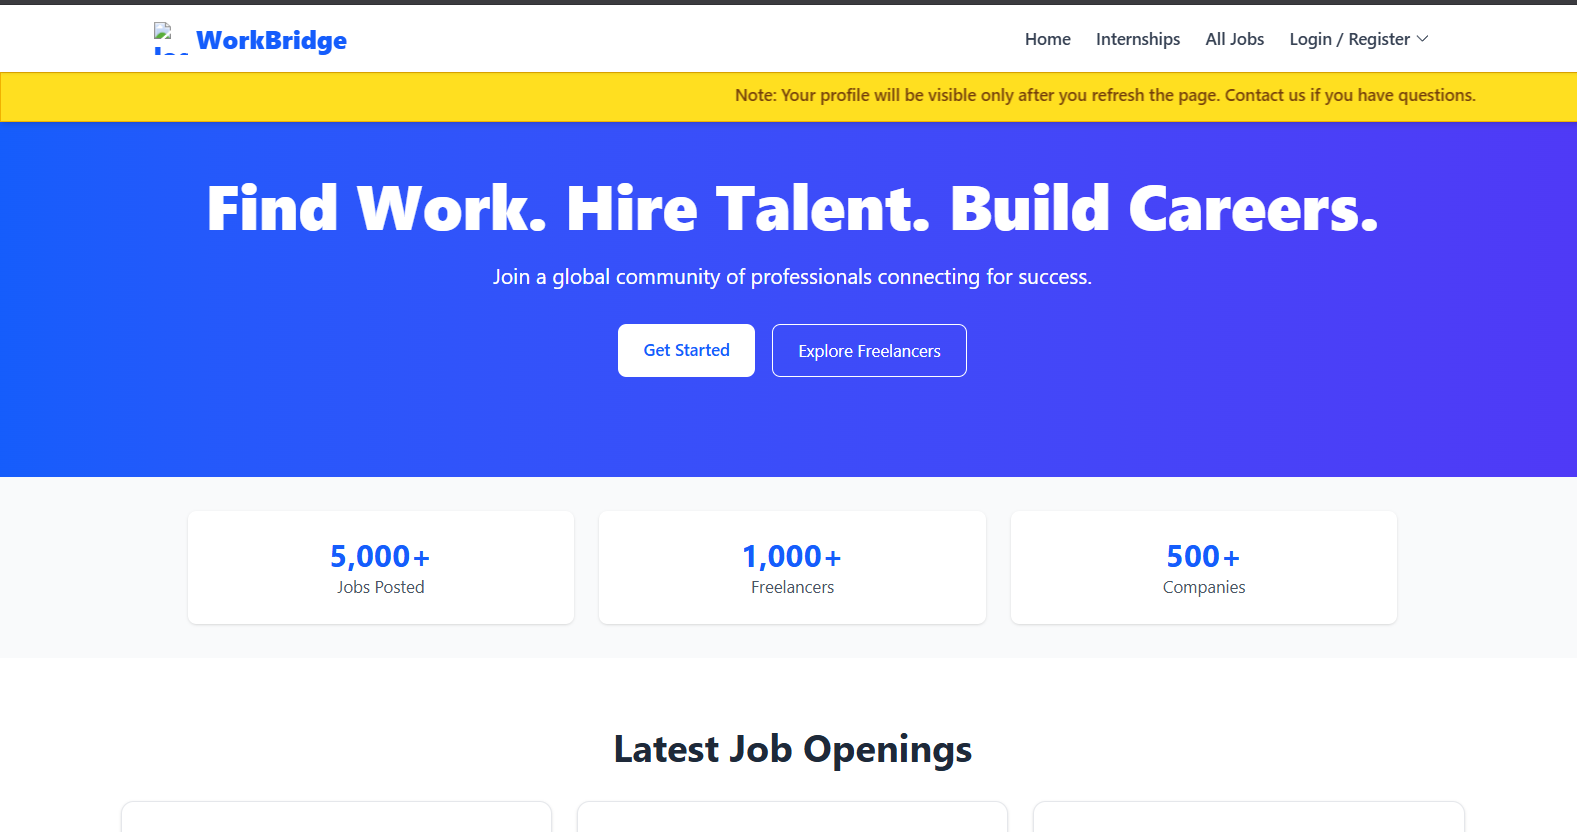 WorkBridge
Home Internships All Jobs Login / Register
Note: Your profile will be visible only after you refresh the page. Contact us if you have questions.
Find Work. Hire Talent. Build Careers.
Join a global community of professionals connecting for success.
Get Started Explore Freelancers
5,000+
Jobs Posted
1,000+
Freelancers
500+
Companies
Latest Job Openings